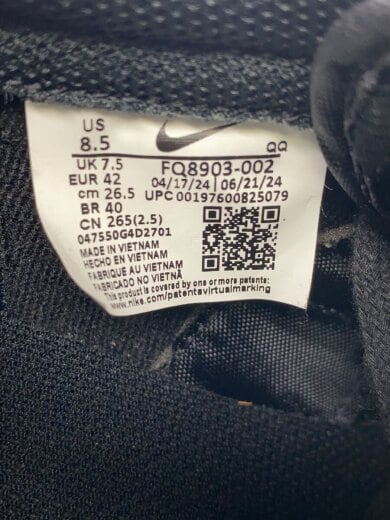 US
8.5
QQ
UK 7.5
FQ8903-002
EUR 42
04/17/24 | 06/21/24
cm 26.5
UPC 00197600825079
BR 40
CN 265(2.5)
047550G4D2701
MADE IN VIETNAM
HECHO EN VIETNAM
FABRIQUE AU VIETNAM
FABRICADO NO VIETNÃ
This product is covered by one or more patents:
www.nike.com/patentsvirtualmarking